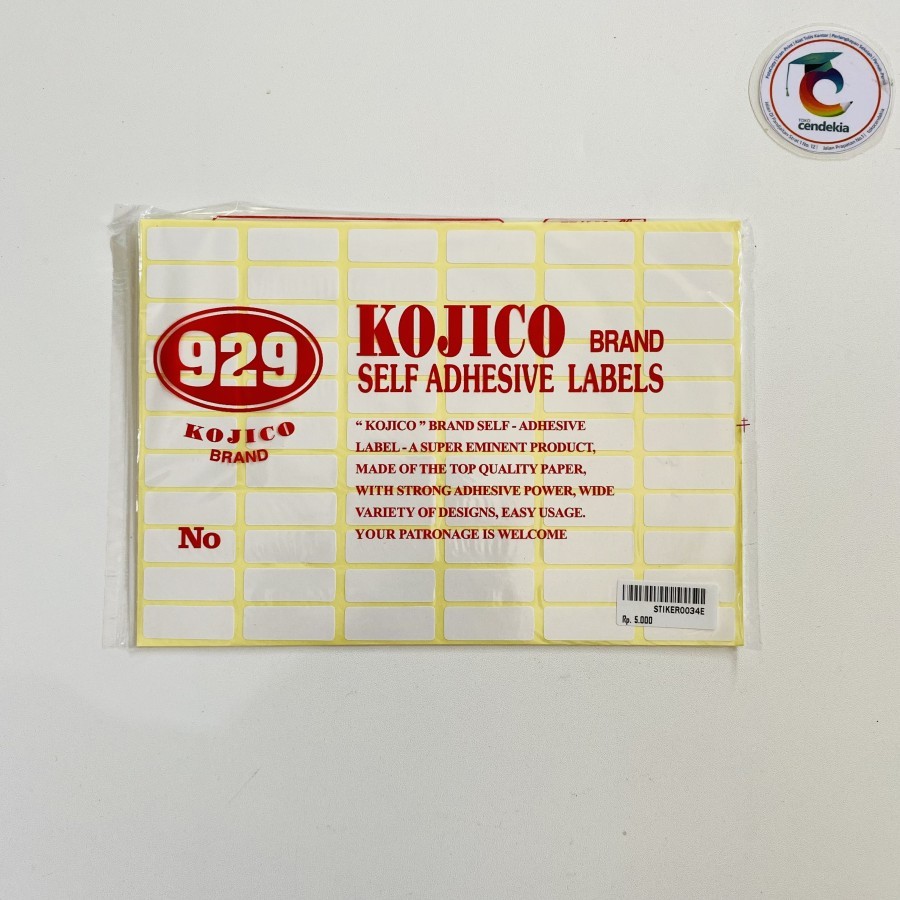 TOKO
cendekia
929
KOJICO
BRAND
No
KOJICO BRAND
SELF ADHESIVE LABELS
“ KOJICO ” BRAND SELF - ADHESIVE
LABEL - A SUPER EMINENT PRODUCT,
MADE OF THE TOP QUALITY PAPER,
WITH STRONG ADHESIVE POWER, WIDE
VARIETY OF DESIGNS, EASY USAGE.
YOUR PATRONAGE IS WELCOME
STIKER0034E
Rp. 5.000